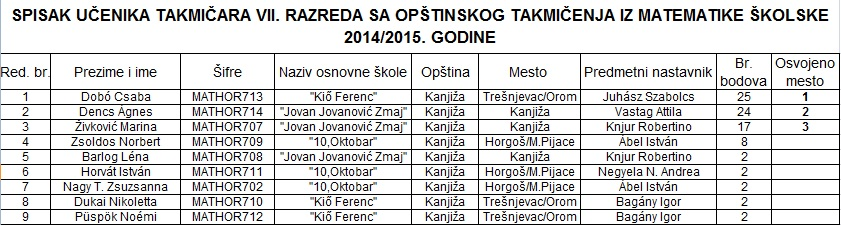 SPISAK UČENIKA TAKMIČARA VII. RAZREDA SA OPŠTINSKOG TAKMIČENJA IZ MATEMATIKE ŠKOLSKE
2014/2015. GODINE
Red. br. Prezime i ime Šifre Naziv osnovne škole Opština Mesto Predmetni nastavnik Br. bodova Osvojeno mesto
1 Dobó Csaba MATHOR713 "Kiő Ferenc" Kanjiža Trešnjevac/Orom Juhász Szabolcs 25 1
2 Dencs Ágnes MATHOR714 "Jovan Jovanović Zmaj" Kanjiža Kanjiža Vastag Attila 24 2
3 Živković Marina MATHOR707 "Jovan Jovanović Zmaj" Kanjiža Kanjiža Knjur Robertino 17 3
4 Zsoldos Norbert MATHOR709 "10,Oktobar" Kanjiža Horgoš/M.Pijace Ábel István 8
5 Barlog Léna MATHOR708 "Jovan Jovanović Zmaj" Kanjiža Kanjiža Knjur Robertino 2
6 Horvát István MATHOR711 "10,Oktobar" Kanjiža Horgoš/M.Pijace Negyela N. Andrea 2
7 Nagy T. Zsuzsanna MATHOR702 "10,Oktobar" Kanjiža Horgoš/M.Pijace Ábel István 2
8 Dukai Nikoletta MATHOR710 "Kiő Ferenc" Kanjiža Trešnjevac/Orom Bagány Igor 2
9 Püspök Noémi MATHOR712 "Kiő Ferenc" Kanjiža Trešnjevac/Orom Bagány Igor 2